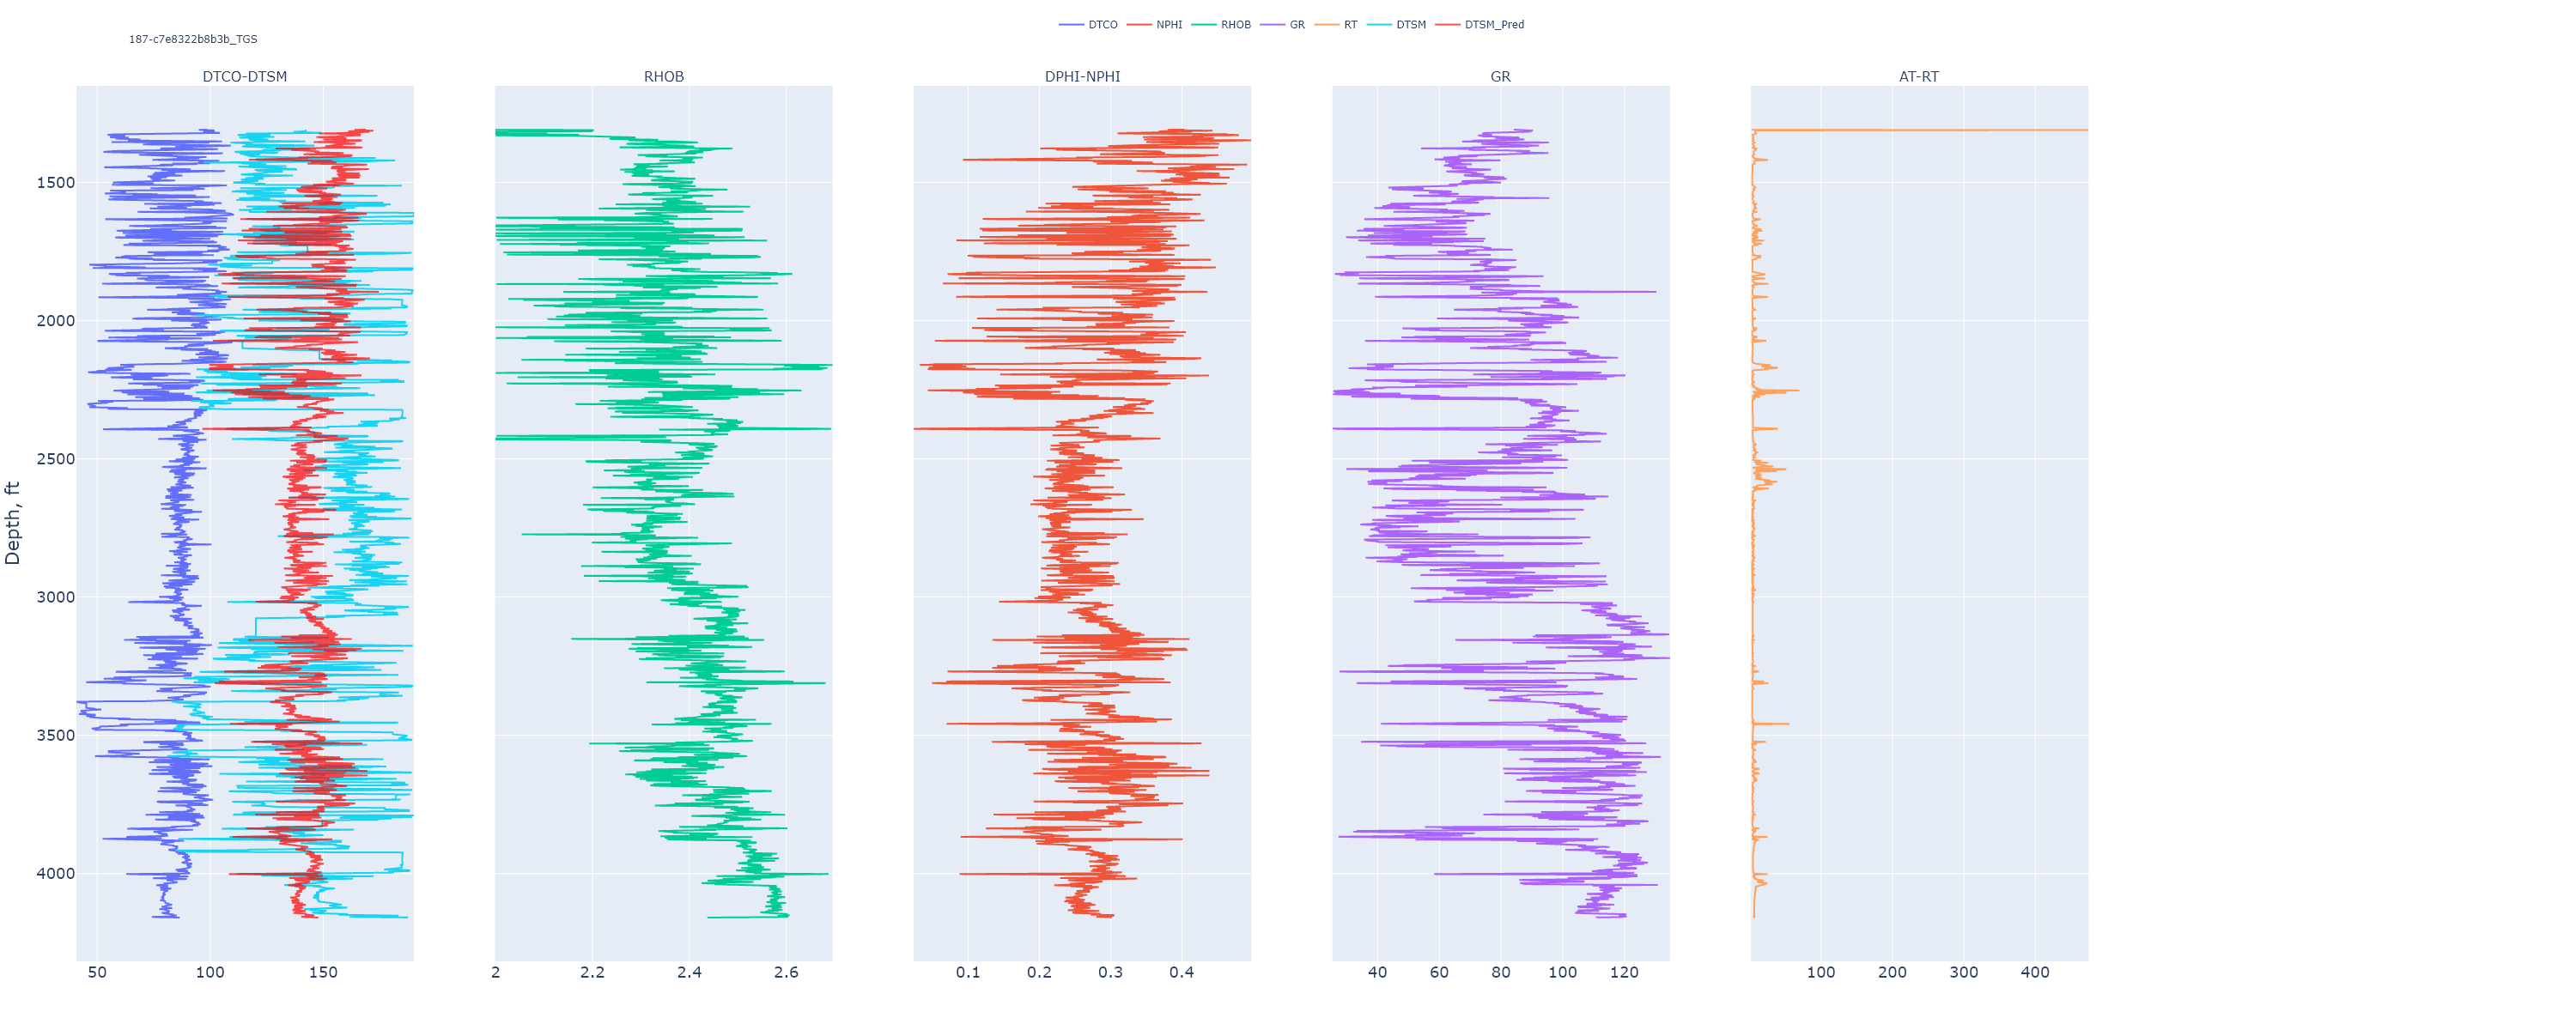 DTCO NPHI RHOB GR RT DTSM DTSM_Pred
187-c7e8322b8b3b_TGS
DTCO-DTSM RHOB DPHI-NPHI GR AT-RT
1500
2000
2500
3000
3500
4000
Depth, ft
50 100 150 2 2.2 2.4 2.6 0.1 0.2 0.3 0.4 40 60 80 100 120 100 200 300 400